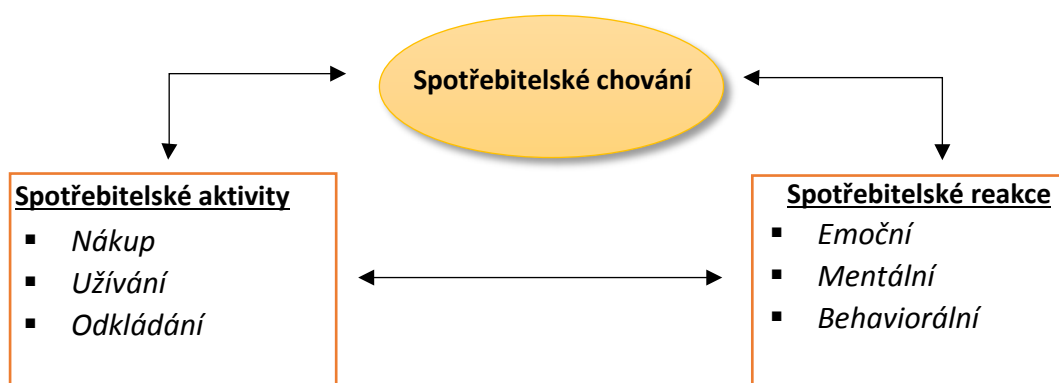 Spotřebitelské chování
Spotřebitelské aktivity
▪ Nákup
▪ Užívání
▪ Odkládání
Spotřebitelské reakce
▪ Emoční
▪ Mentální
▪ Behaviorální